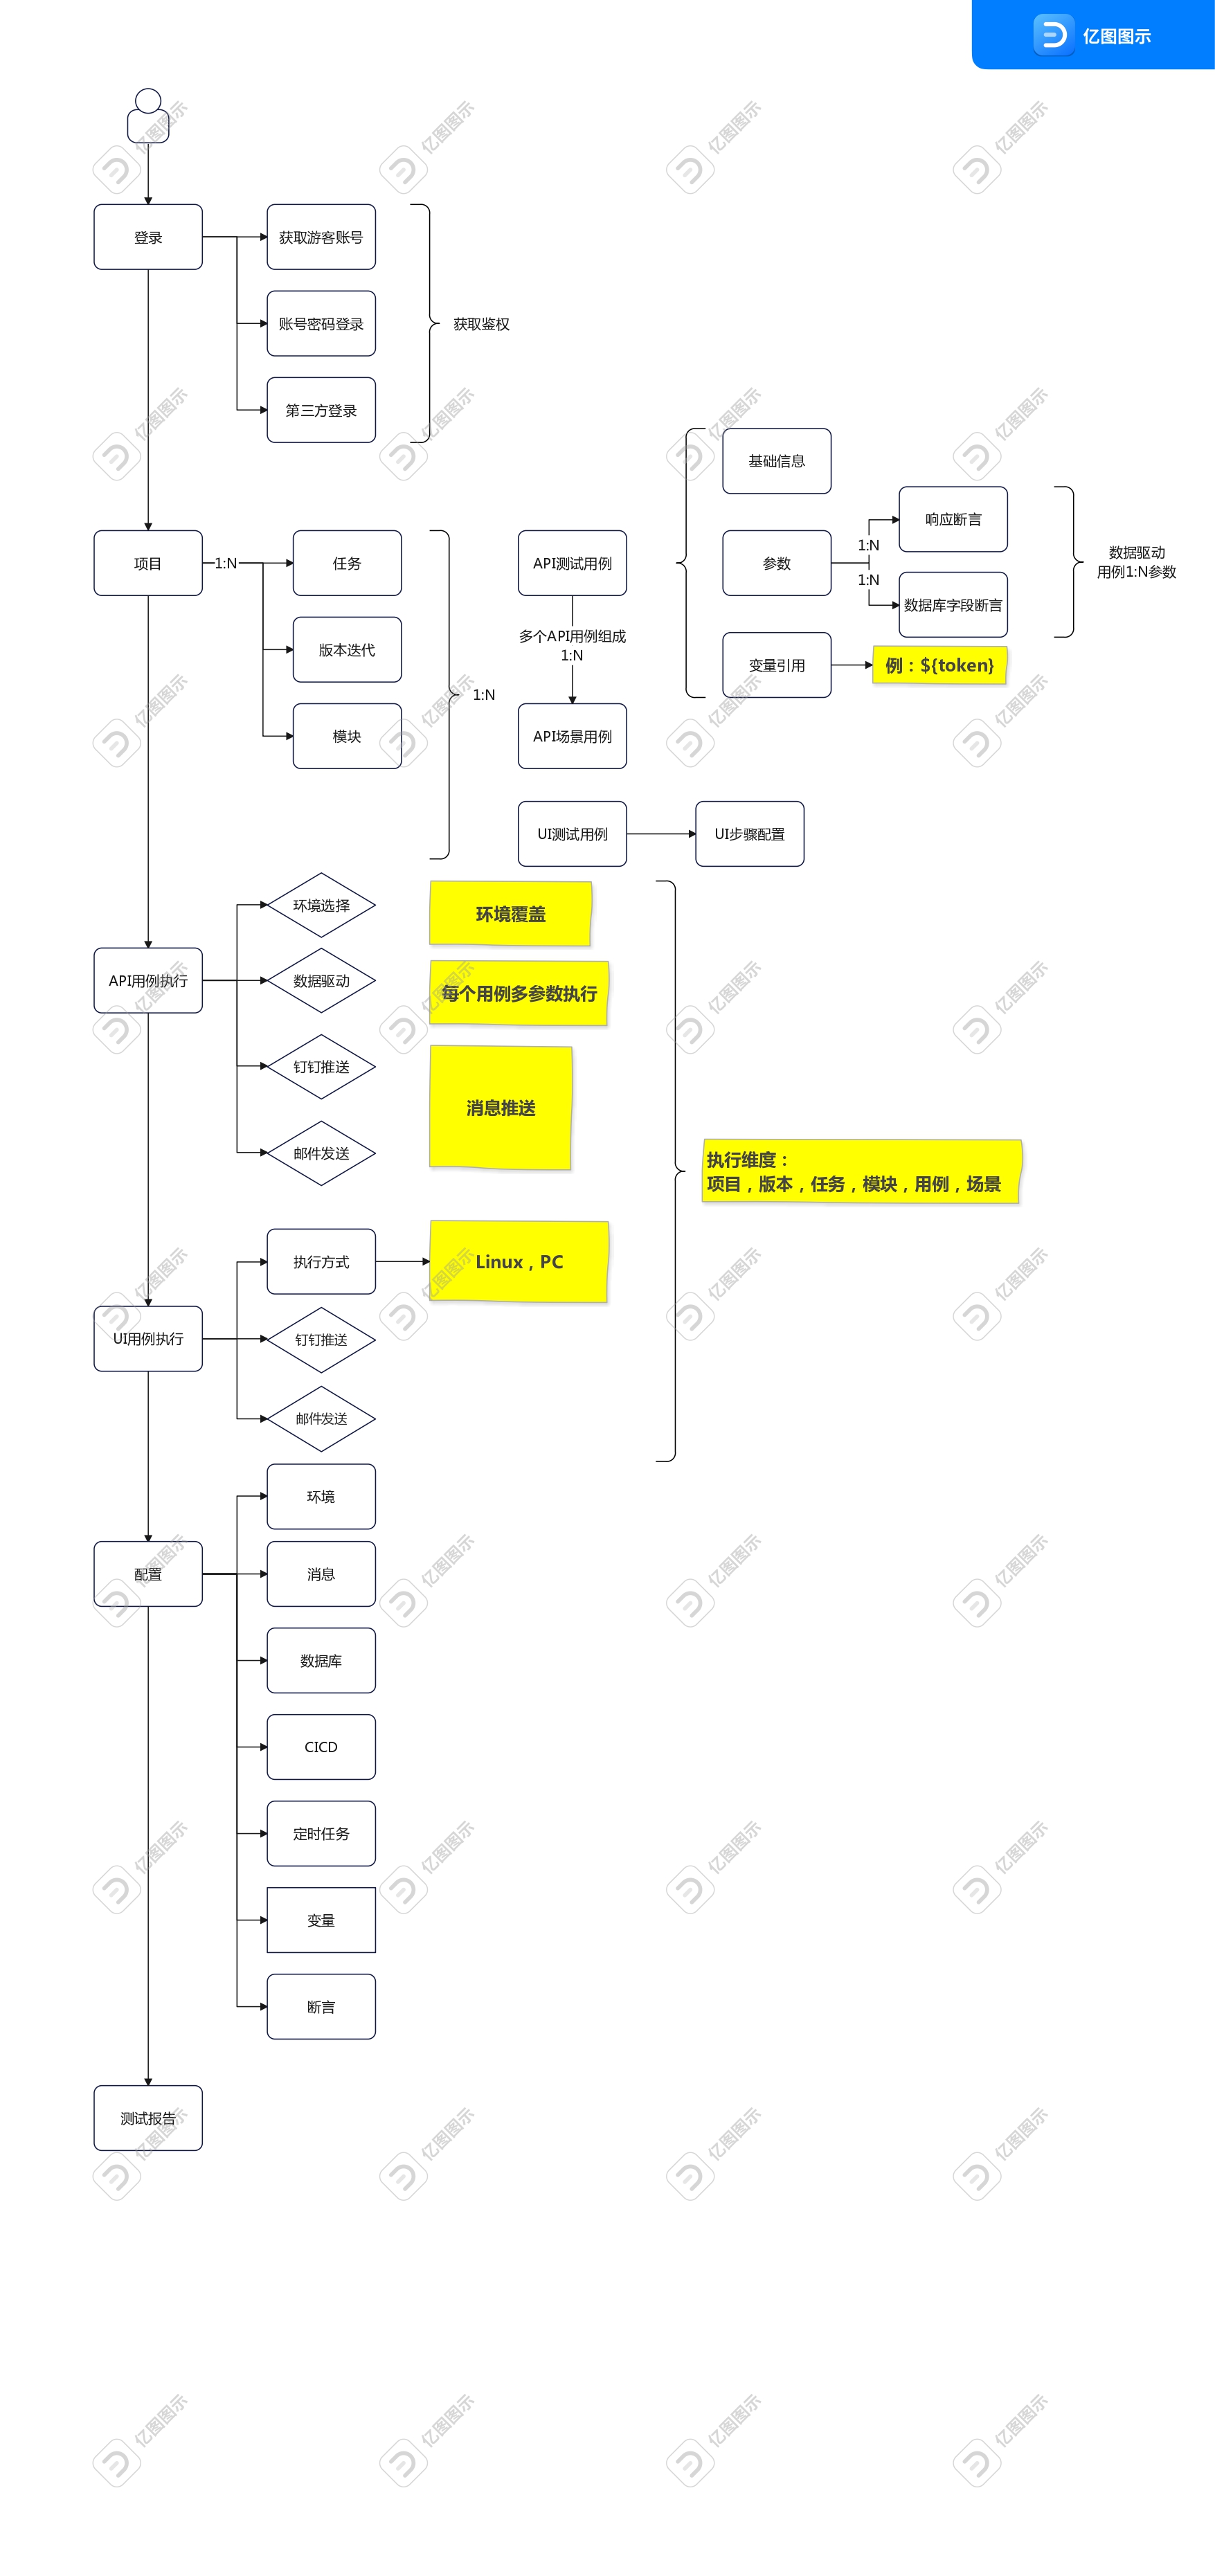 亿图图示
登录
获取游客账号
账号密码登录
获取鉴权
第三方登录
基础信息
项目
1:N
任务
API测试用例
参数
1:N
响应断言
1:N
数据库字段断言
数据驱动
用例1:N参数
版本迭代
多个API用例组成
1:N
变量引用
例：${token}
1:N
模块
API场景用例
UI测试用例
UI步骤配置
API用例执行
环境选择
环境覆盖
数据驱动
每个用例多参数执行
钉钉推送
消息推送
邮件发送
执行维度：
项目，版本，任务，模块，用例，场景
UI用例执行
执行方式
Linux，PC
钉钉推送
邮件发送
配置
环境
消息
数据库
CICD
定时任务
变量
断言
测试报告